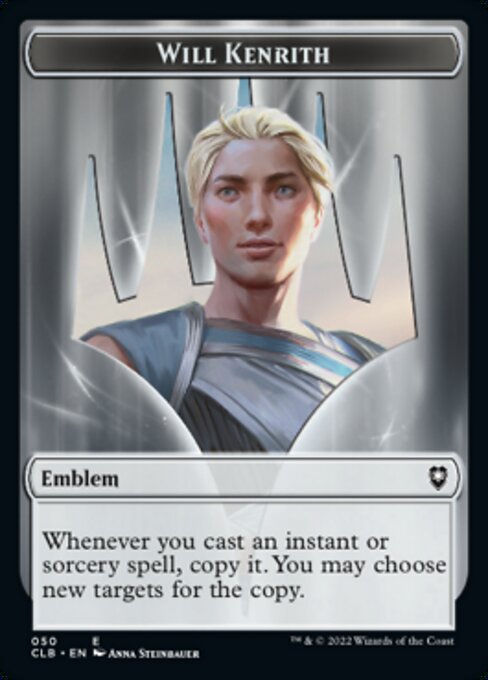 Will Kenrith
Emblem
Whenever you cast an instant or
sorcery spell, copy it. You may choose
new targets for the copy.
050 E
™ & © 2022 Wizards of the Coast
CLB • EN Anna Steinbauer